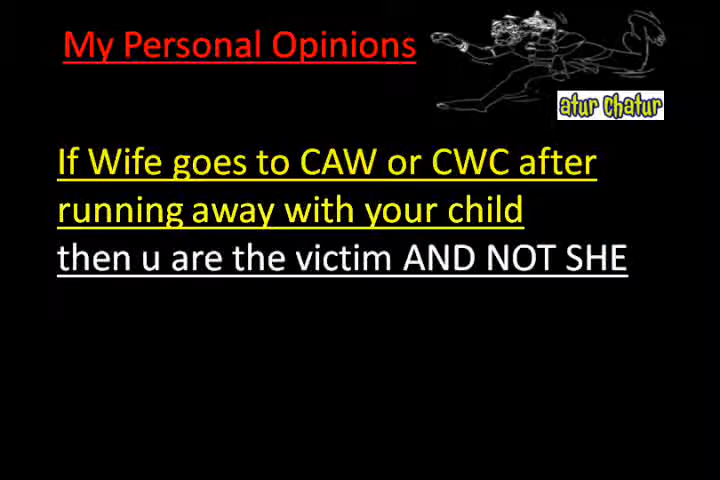 My Personal Opinions
atur chatur
If Wife goes to CAW or CWC after
running away with your child
then u are the victim AND NOT SHE